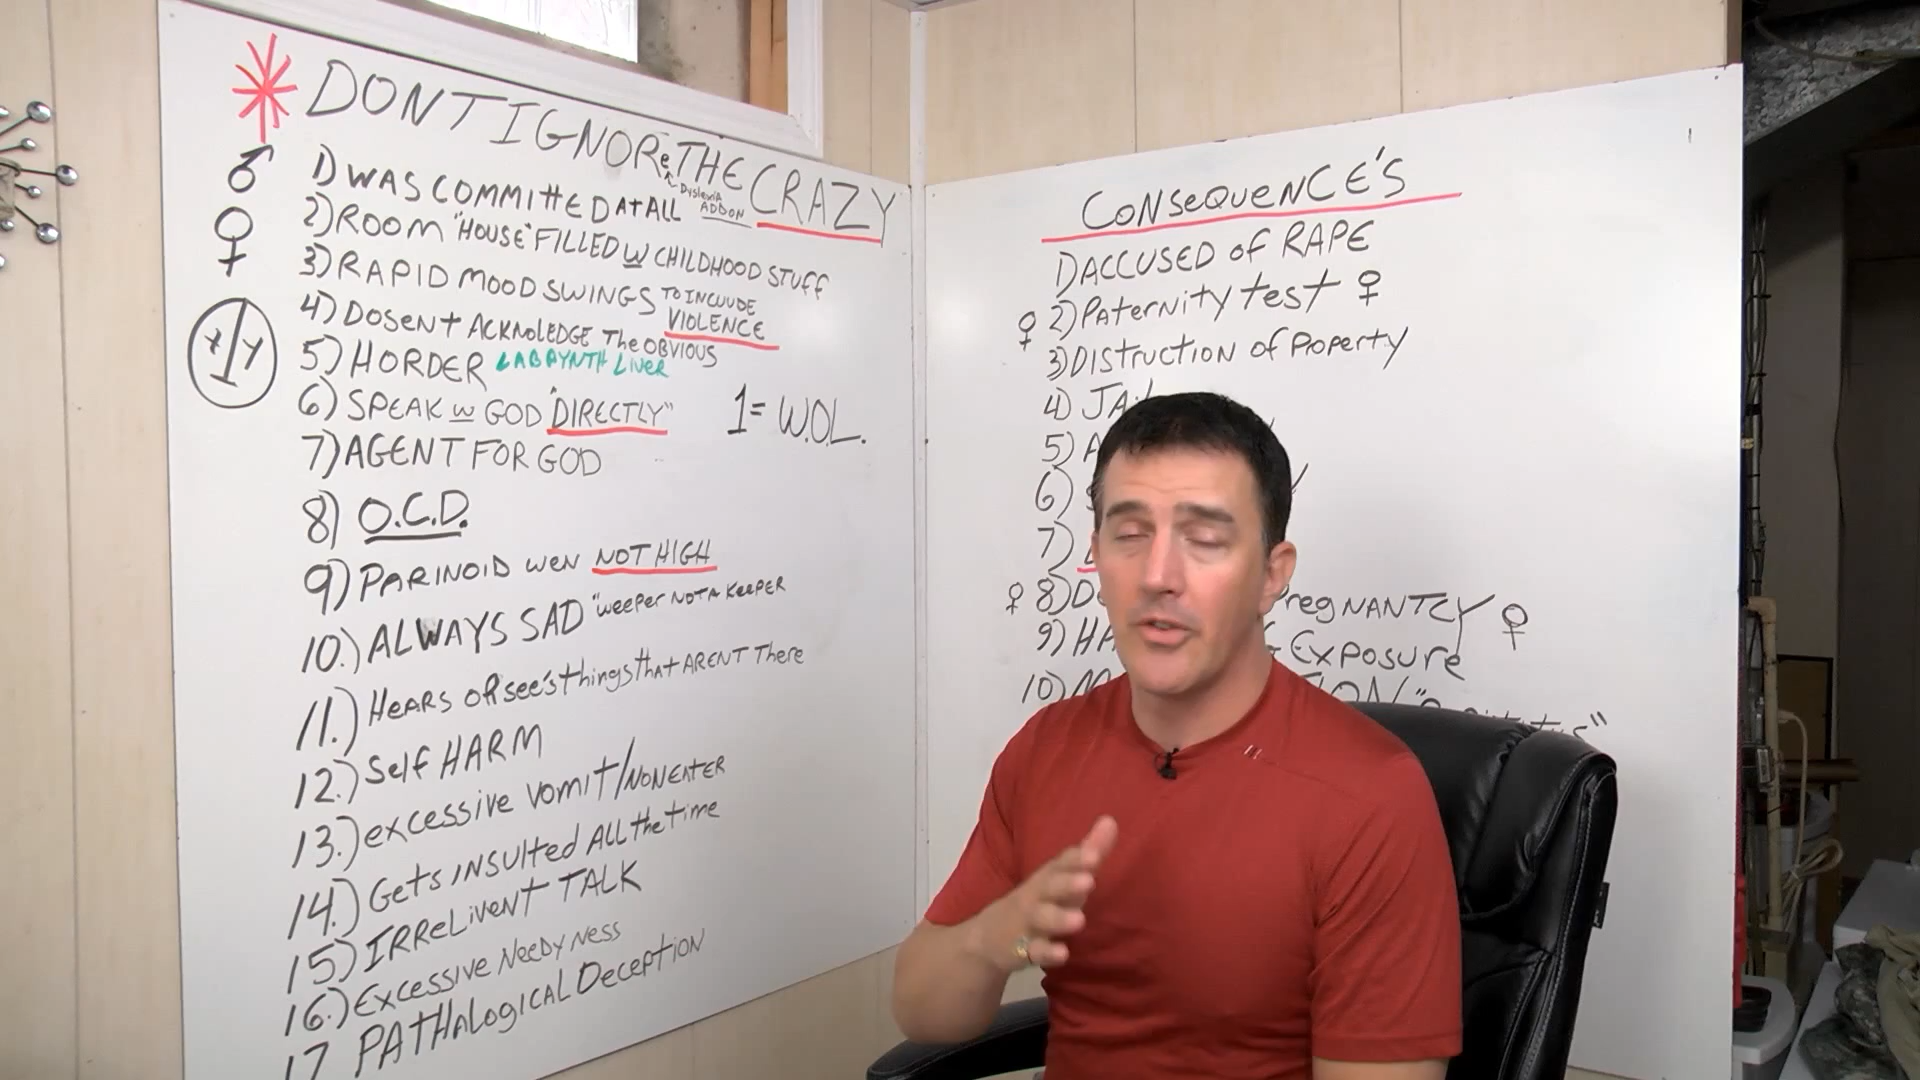 DONT IGNORe THE CRAZY
Dyslexia
ADDON
1) WAS COMMITTED AT ALL
2) ROOM "HOUSE" FILLED W CHILDHOOD STUFF
3) RAPID MOOD SWINGS TO INCLUDE
VIOLENCE
4) DOSENT ACKNOLEDGE The OBVIOUS
5) HORDER LABRYNTH LIVER
6) SPEAK W GOD "DIRECTLY"
7) AGENT FOR GOD
8) O.C.D.
9) PARINOID WEN NOT HIGH
10.) ALWAYS SAD "weeper NOT A KeePER
11.) HeARS OR see's things that ARENT There
12.) Self HARM
13.) excessive vomit/NON EATER
14.) Gets INSulted ALL the time
15) IRReLivent TALK
16.) Excessive NeedyNess
17 PATHAlogicAL Deception
X/Y
1= W.O.L.
CONSeQUeNCE'S
1) ACCUSED of RAPE
2) PAterNity test
3) DIStruction of Property
4)
5)
6)
7)
8) PregNANTCY
9) Exposure
10)